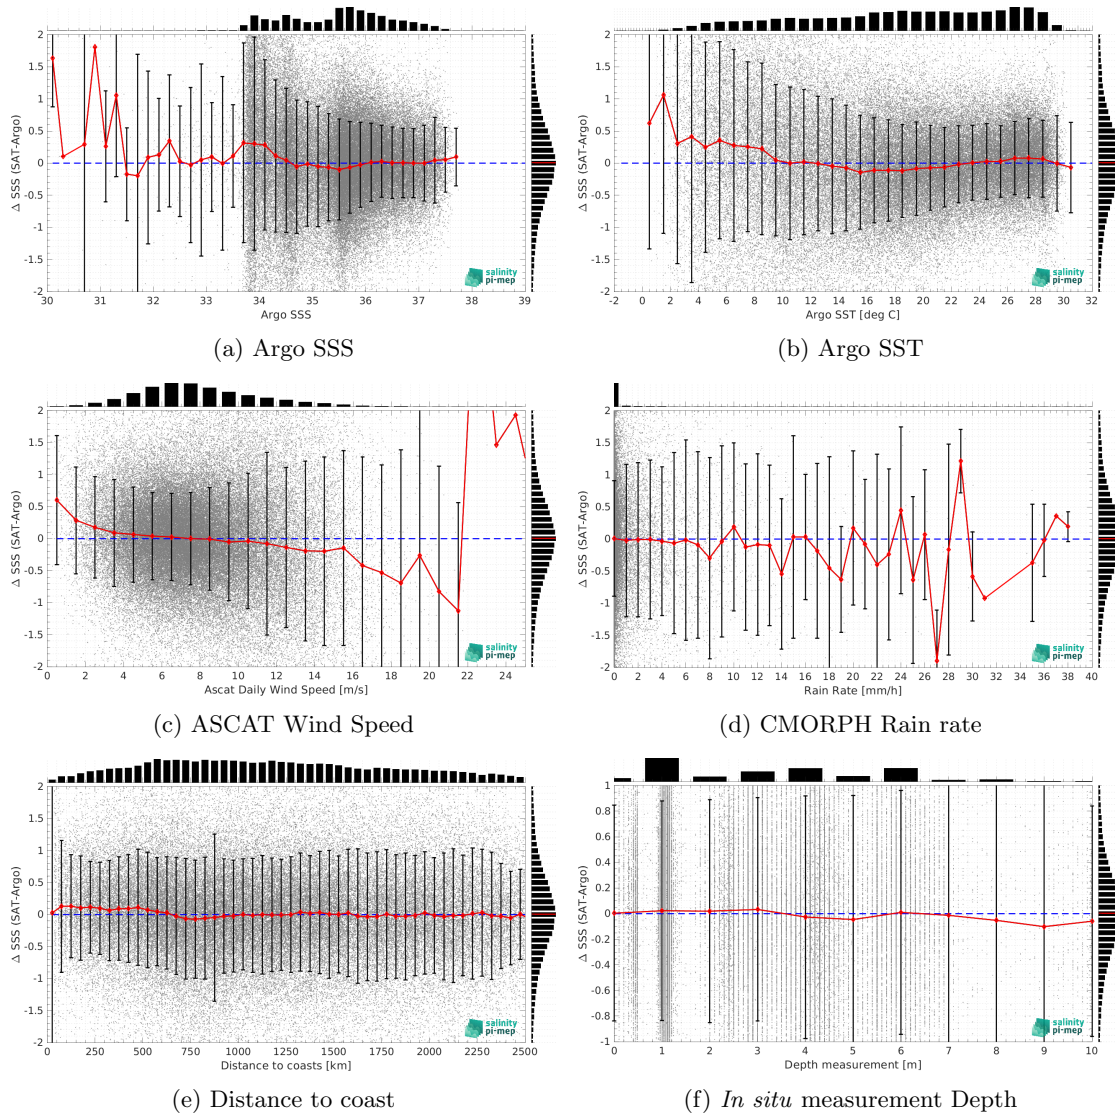 2
1.5
1
0.5
0
-0.5
-1
-1.5
-2
Δ SSS (SAT-Argo)
30 31 32 33 34 35 36 37 38 39
Argo SSS
salinity
pi-mep
(a) Argo SSS
2
1.5
1
0.5
0
-0.5
-1
-1.5
-2
Δ SSS (SAT-Argo)
-2 0 2 4 6 8 10 12 14 16 18 20 22 24 26 28 30 32
Argo SST [deg C]
salinity
pi-mep
(b) Argo SST
2
1.5
1
0.5
0
-0.5
-1
-1.5
-2
Δ SSS (SAT-Argo)
0 2 4 6 8 10 12 14 16 18 20 22 24
Ascat Daily Wind Speed [m/s]
salinity
pi-mep
(c) ASCAT Wind Speed
2
1.5
1
0.5
0
-0.5
-1
-1.5
-2
Δ SSS (SAT-Argo)
0 2 4 6 8 10 12 14 16 18 20 22 24 26 28 30 32 34 36 38 40
Rain Rate [mm/h]
salinity
pi-mep
(d) CMORPH Rain rate
2
1.5
1
0.5
0
-0.5
-1
-1.5
-2
Δ SSS (SAT-Argo)
0 250 500 750 1000 1250 1500 1750 2000 2250 2500
Distance to coasts [km]
salinity
pi-mep
(e) Distance to coast
1
0.8
0.6
0.4
0.2
0
-0.2
-0.4
-0.6
-0.8
-1
Δ SSS (SAT-Argo)
0 1 2 3 4 5 6 7 8 9 10
Depth measurement [m]
salinity
pi-mep
(f) In situ measurement Depth